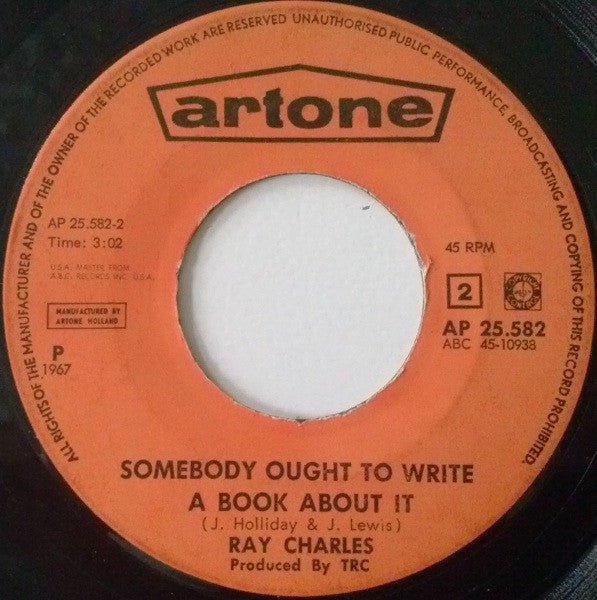 ALL RIGHTS OF THE MANUFACTURER AND OF THE OWNER OF THE RECORDED WORK ARE RESERVED UNAUTHORISED PUBLIC PERFORMANCE, BROADCASTING AND COPYING OF THIS RECORD PROHIBITED.
artone
AP 25.582-2
Time: 3:02
45 RPM
U.S.A. MASTER FROM
A.B.C. RECORDS INC. U.S.A.
2
MANUFACTURED BY
ARTONE HOLLAND
AP 25.582
ABC 45-10938
P
1967
SOMEBODY OUGHT TO WRITE
A BOOK ABOUT IT
(J. Holliday & J. Lewis)
RAY CHARLES
Produced By TRC